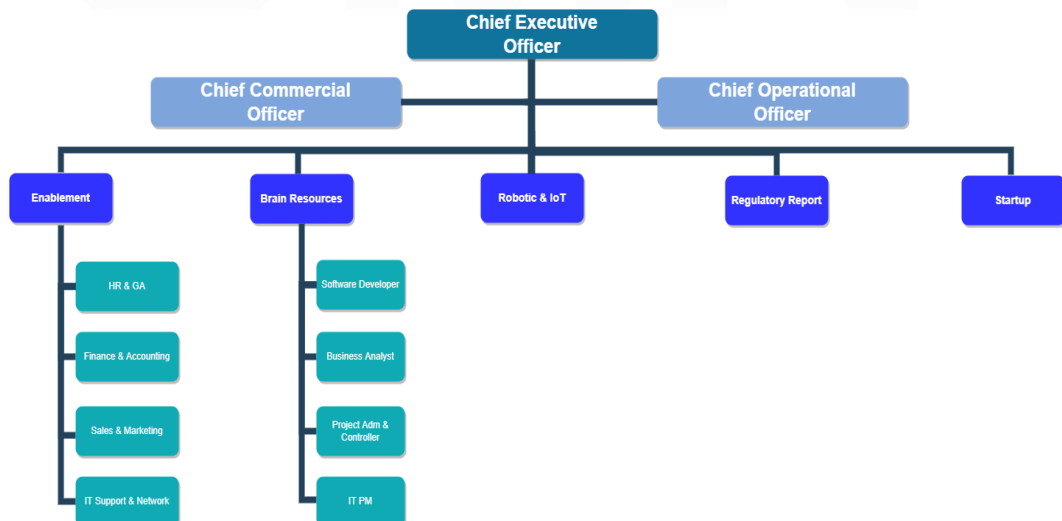 Chief Executive
Officer
Chief Commercial
Officer
Chief Operational
Officer
Enablement
Brain Resources
Robotic & IoT
Regulatory Report
Startup
HR & GA
Finance & Accounting
Sales & Marketing
IT Support & Network
Software Developer
Business Analyst
Project Adm &
Controller
IT PM